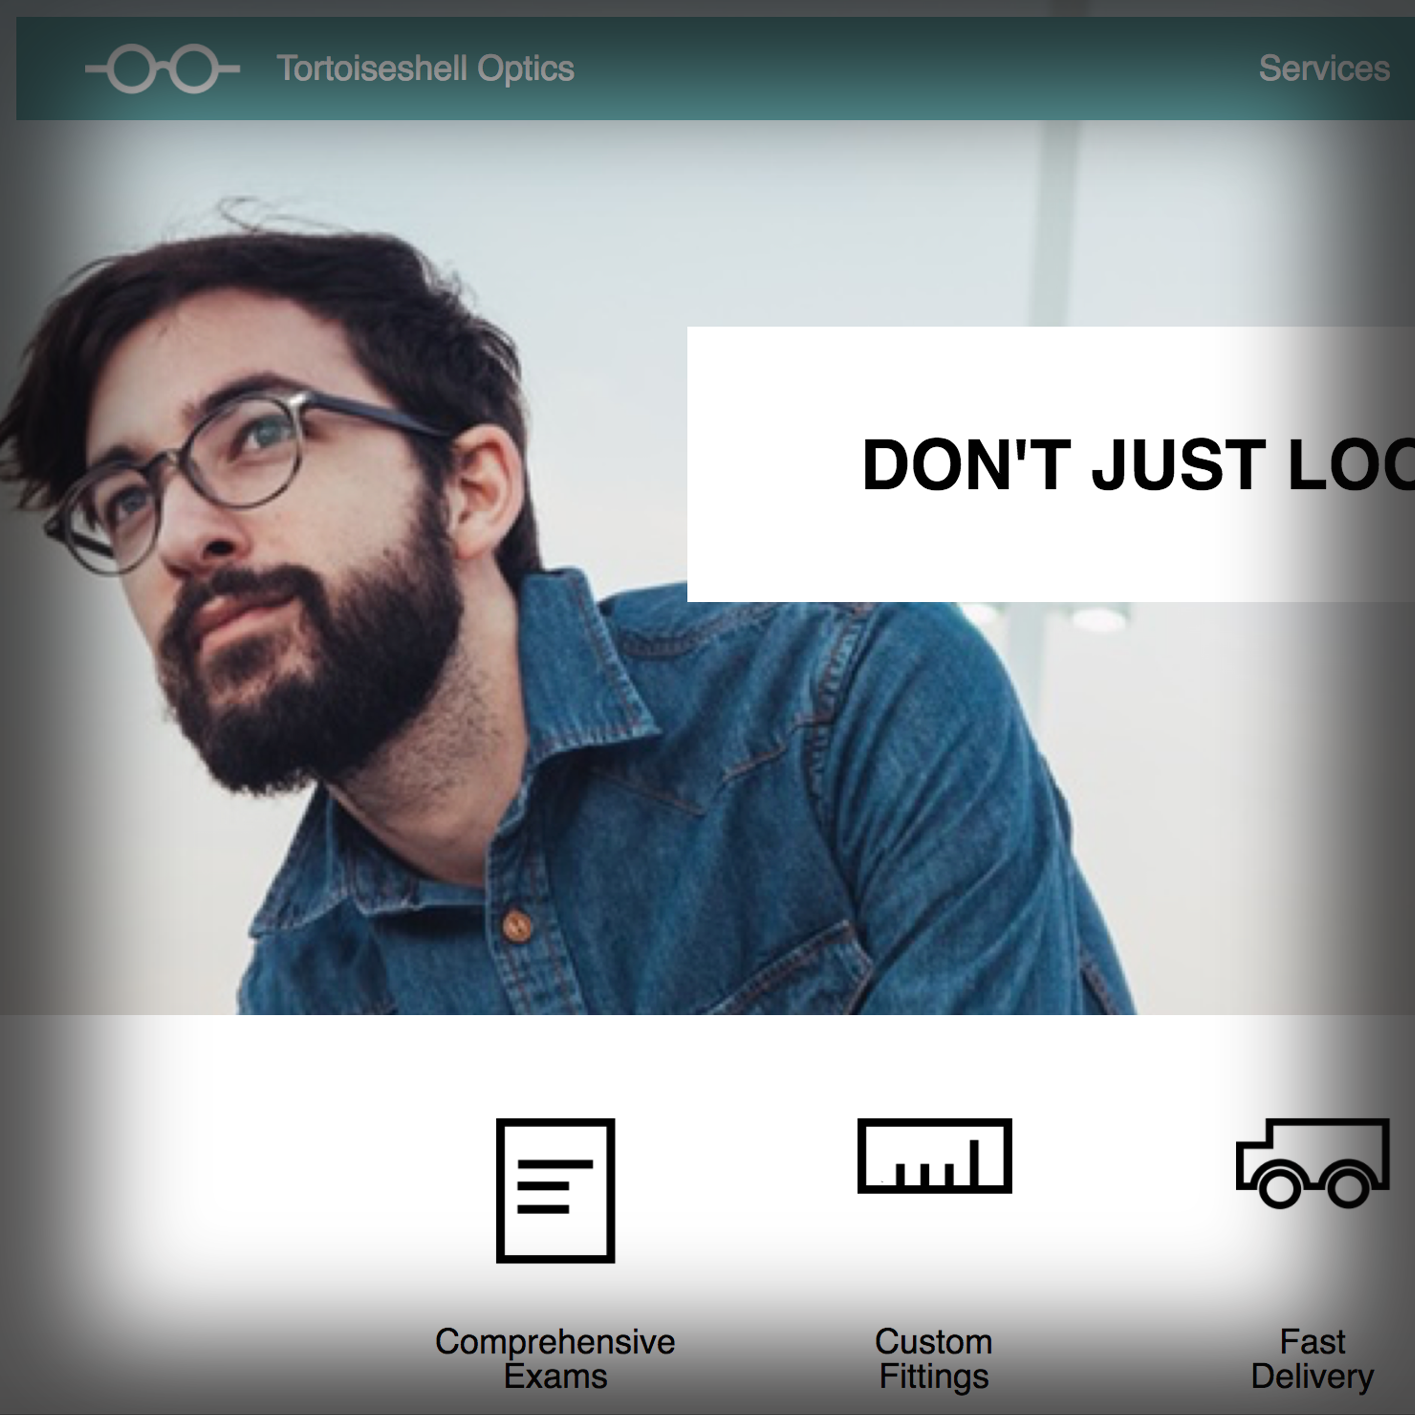 Tortoiseshell Optics
Services
DON'T JUST LOO
Comprehensive
Exams
Custom
Fittings
Fast
Delivery